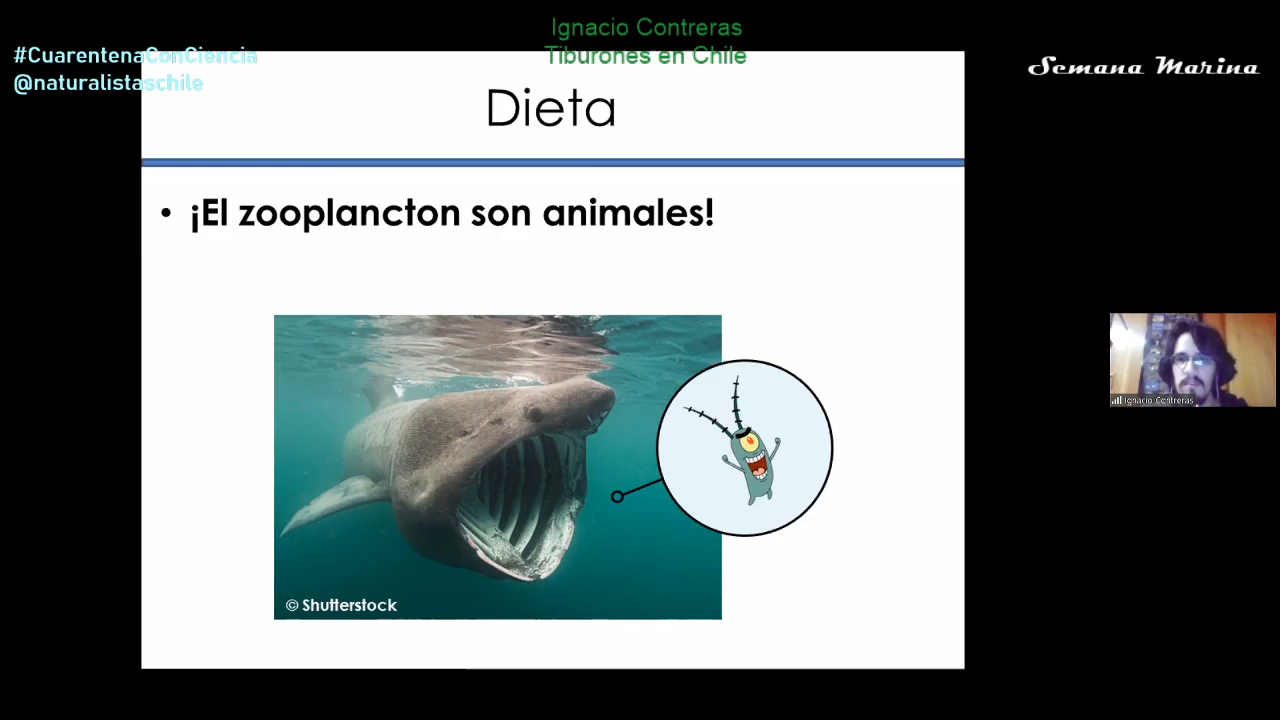 Ignacio Contreras
Tiburones en Chile
#CuarentenaConCiencia
@naturalistaschile
Semana Marina
Dieta
• ¡El zooplancton son animales!
© Shutterstock
Ignacio Contreras